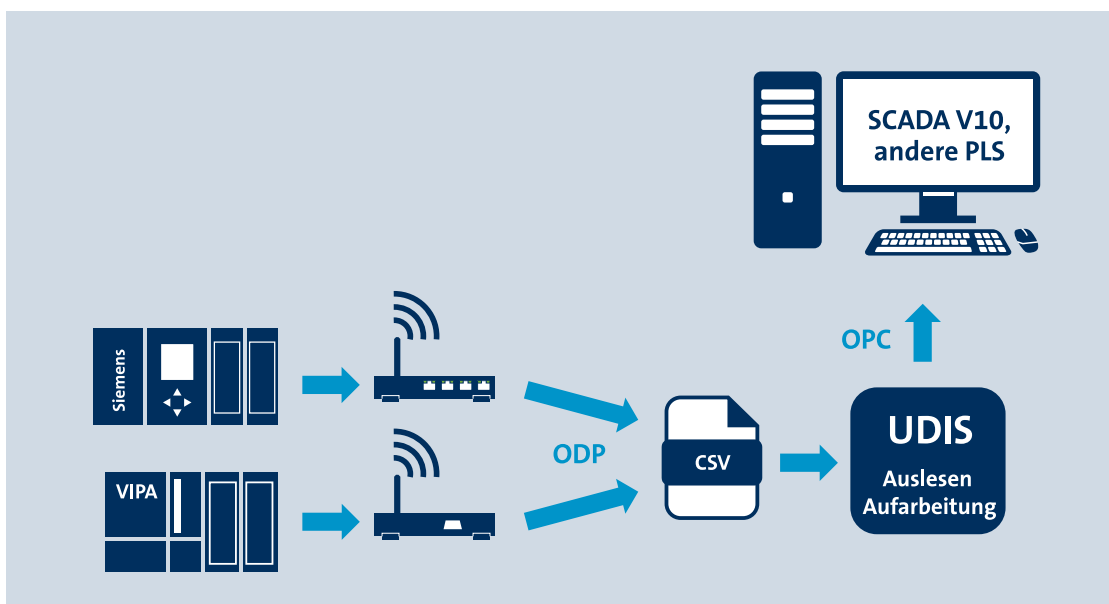 SCADA V10,
andere PLS
OPC
Siemens
ODP
CSV
UDIS
Auslesen
Aufarbeitung
VIPA